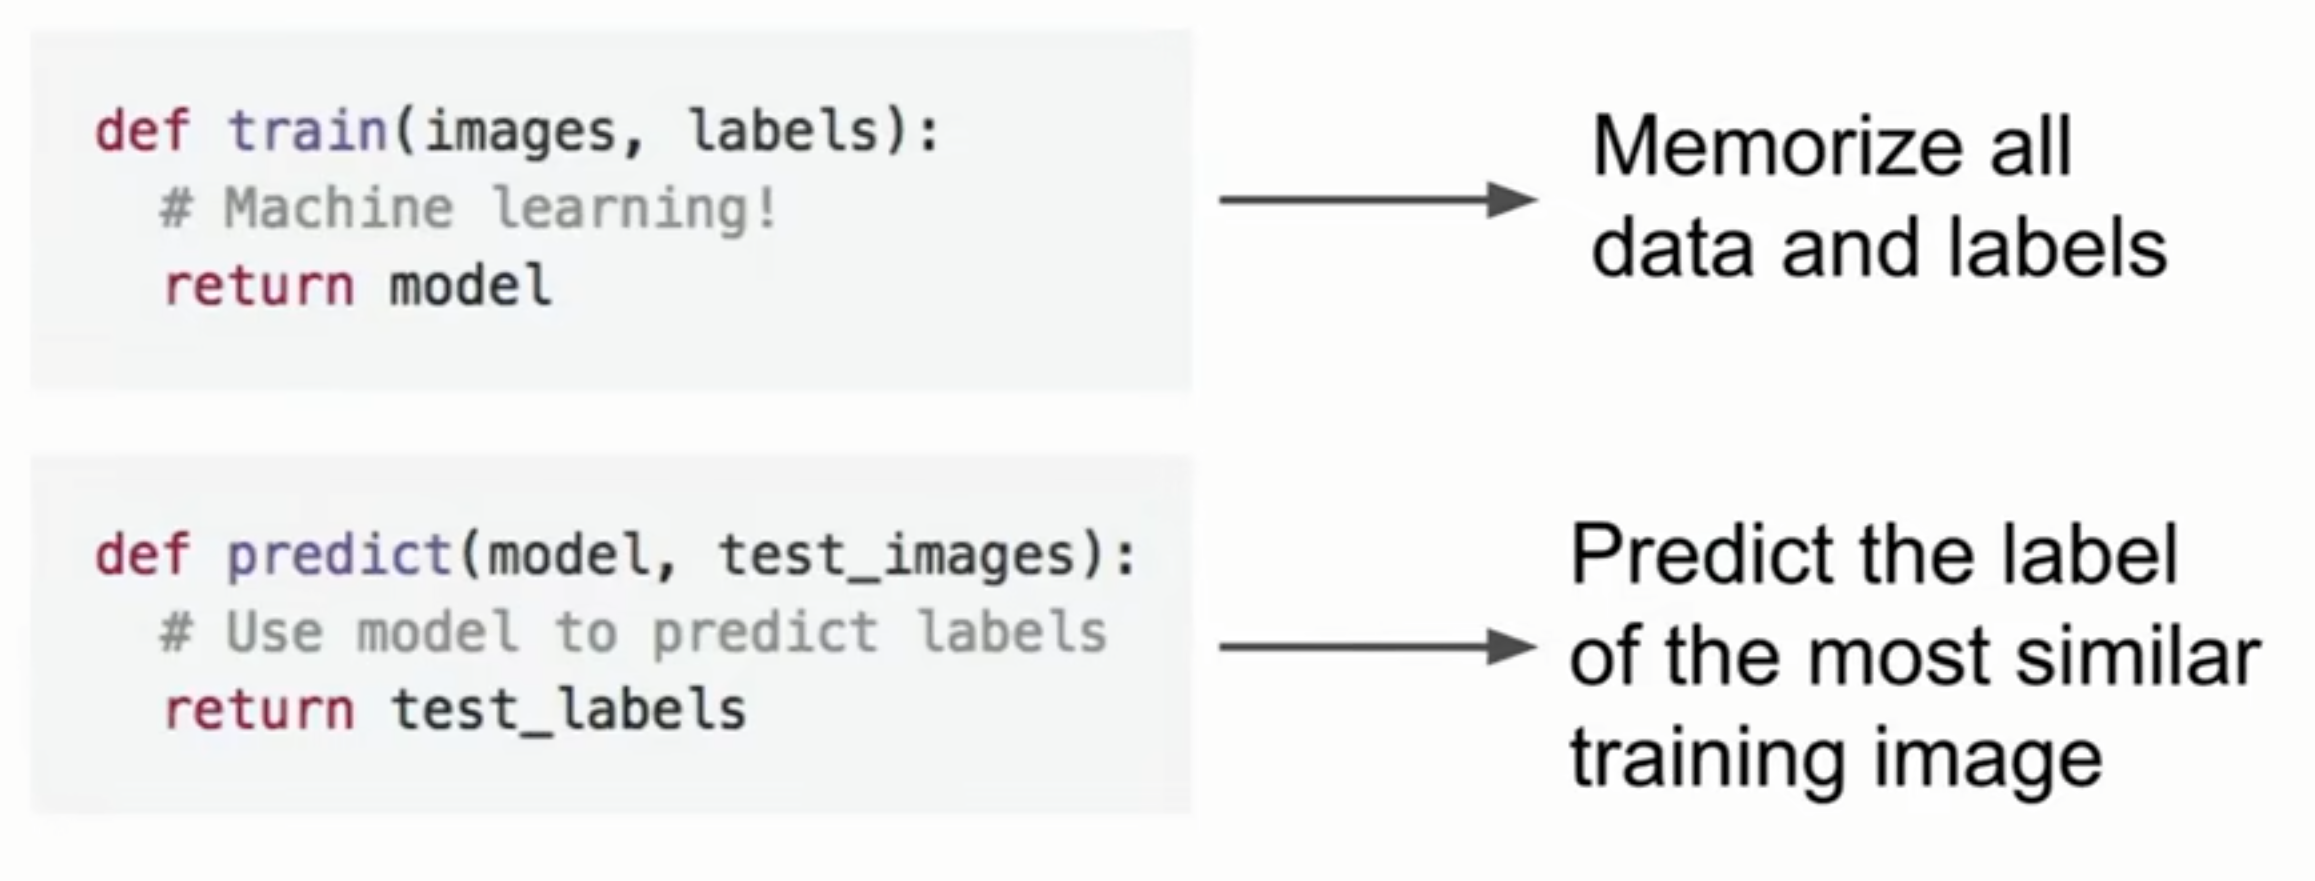 def train(images, labels):
# Machine learning!
return model
Memorize all
data and labels
def predict(model, test_images):
# Use model to predict labels
return test_labels
Predict the label
of the most similar
training image